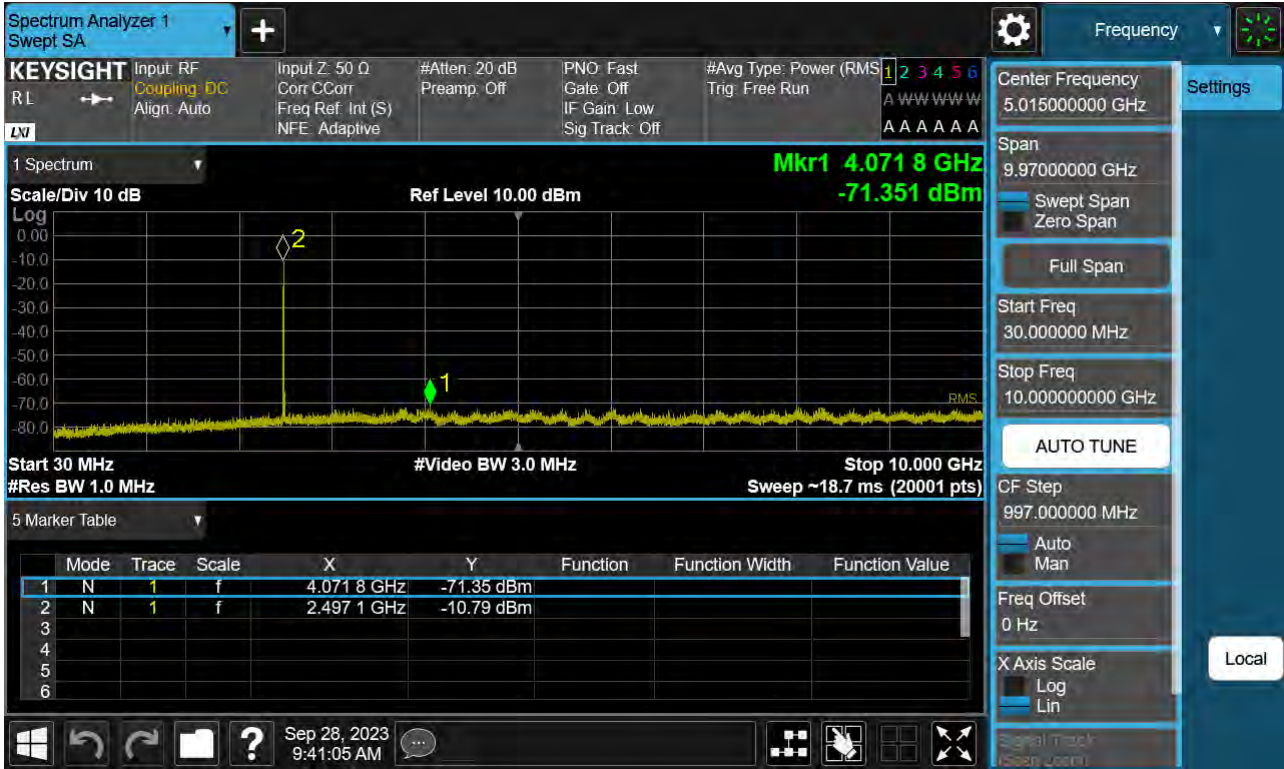 Spectrum Analyzer 1
Swept SA
+
Frequency
KEYSIGHT
RL
LXI
Input: RF
Coupling: DC
Align: Auto
Input Z: 50 Ω
Corr CCorr
Freq Ref: Int (S)
NFE: Adaptive
#Atten: 20 dB
Preamp: Off
PNO: Fast
Gate: Off
IF Gain: Low
Sig Track: Off
#Avg Type: Power (RMS
Trig: Free Run
1 2 3 4 5 6
A W W W W W
A A A A A A
1 Spectrum
Mkr1 4.071 8 GHz
-71.351 dBm
Scale/Div 10 dB
Ref Level 10.00 dBm
Log
0.00
-10.0
-20.0
-30.0
-40.0
-50.0
-60.0
-70.0
-80.0
2
1
RMS
Start 30 MHz
#Video BW 3.0 MHz
Stop 10.000 GHz
#Res BW 1.0 MHz
Sweep ~18.7 ms (20001 pts)
5 Marker Table
Mode Trace Scale X Y Function Function Width Function Value
1 N 1 f 4.071 8 GHz -71.35 dBm
2 N 1 f 2.497 1 GHz -10.79 dBm
3
4
5
6
Center Frequency
5.015000000 GHz
Span
9.97000000 GHz
Swept Span
Zero Span
Full Span
Start Freq
30.000000 MHz
Stop Freq
10.000000000 GHz
AUTO TUNE
CF Step
997.000000 MHz
Auto
Man
Freq Offset
0 Hz
X Axis Scale
Log
Lin
Signal Track
(Span Zoom)
Settings
Local
?
Sep 28, 2023
9:41:05 AM